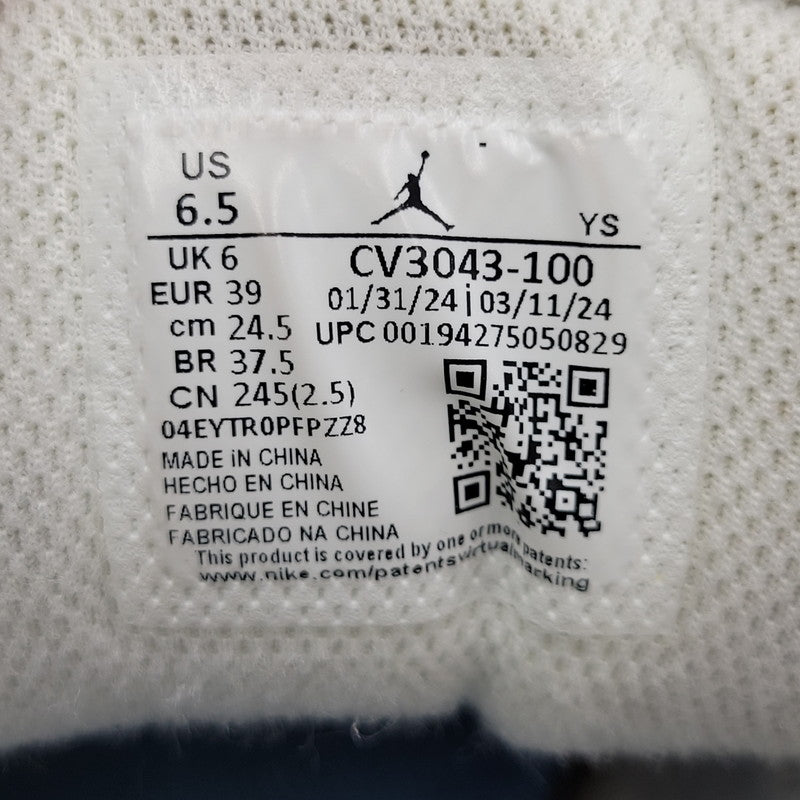 US
6.5
YS
UK 6
EUR 39
cm 24.5
BR 37.5
CN 245(2.5)
04EYTR0PFPZZ8
CV3043-100
01/31/24 | 03/11/24
UPC 00194275050829
MADE iN CHINA
HECHO EN CHINA
FABRIQUE EN CHINE
FABRICADO NA CHINA
This product is covered by one or more patents:
www.nike.com/patentsvirtualmarking